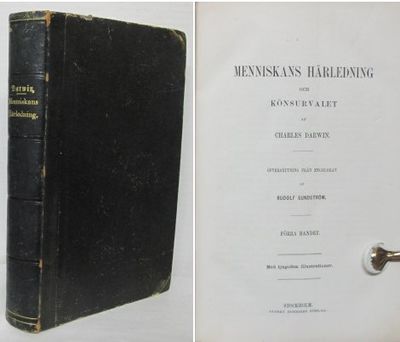 Darwin,
Menniskans
Härledning.
MENNISKANS HÄRLEDNING
OCH
KÖNSURVALET
AF
CHARLES DARWIN.
ÖFVERSÄTTNING FRÅN ENGELSKAN
AF
RUDOLF SUNDSTRÖM.
FÖRRA BANDET.
Med tjugoåtta illustrationer.
STOCKHOLM.